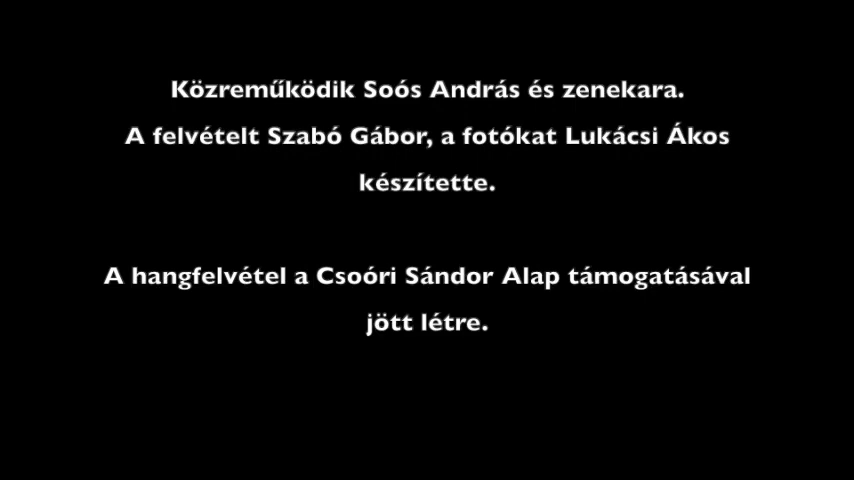 Közreműködik Soós András és zenekara.
A felvételt Szabó Gábor, a fotókat Lukácsi Ákos
készítette.
A hangfelvétel a Csoóri Sándor Alap támogatásával
jött létre.